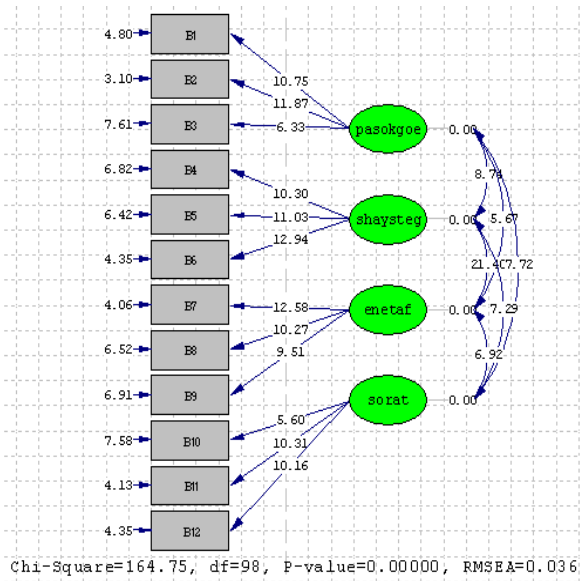 4.80 B1
3.10 B2
7.61 B3
6.82 B4
6.42 B5
4.35 B6
4.06 B7
6.52 B8
6.91 B9
7.58 B10
4.13 B11
4.35 B12
10.75
11.87
6.33
10.30
11.03
12.94
12.58
10.27
9.51
5.60
10.31
10.16
pasokgoe 0.00
shaysteg 0.00
enetaf 0.00
sorat 0.00
8.74
5.67
7.72
7.29
6.92
Chi-Square=164.75, df=98, P-value=0.00000, RMSEA=0.036